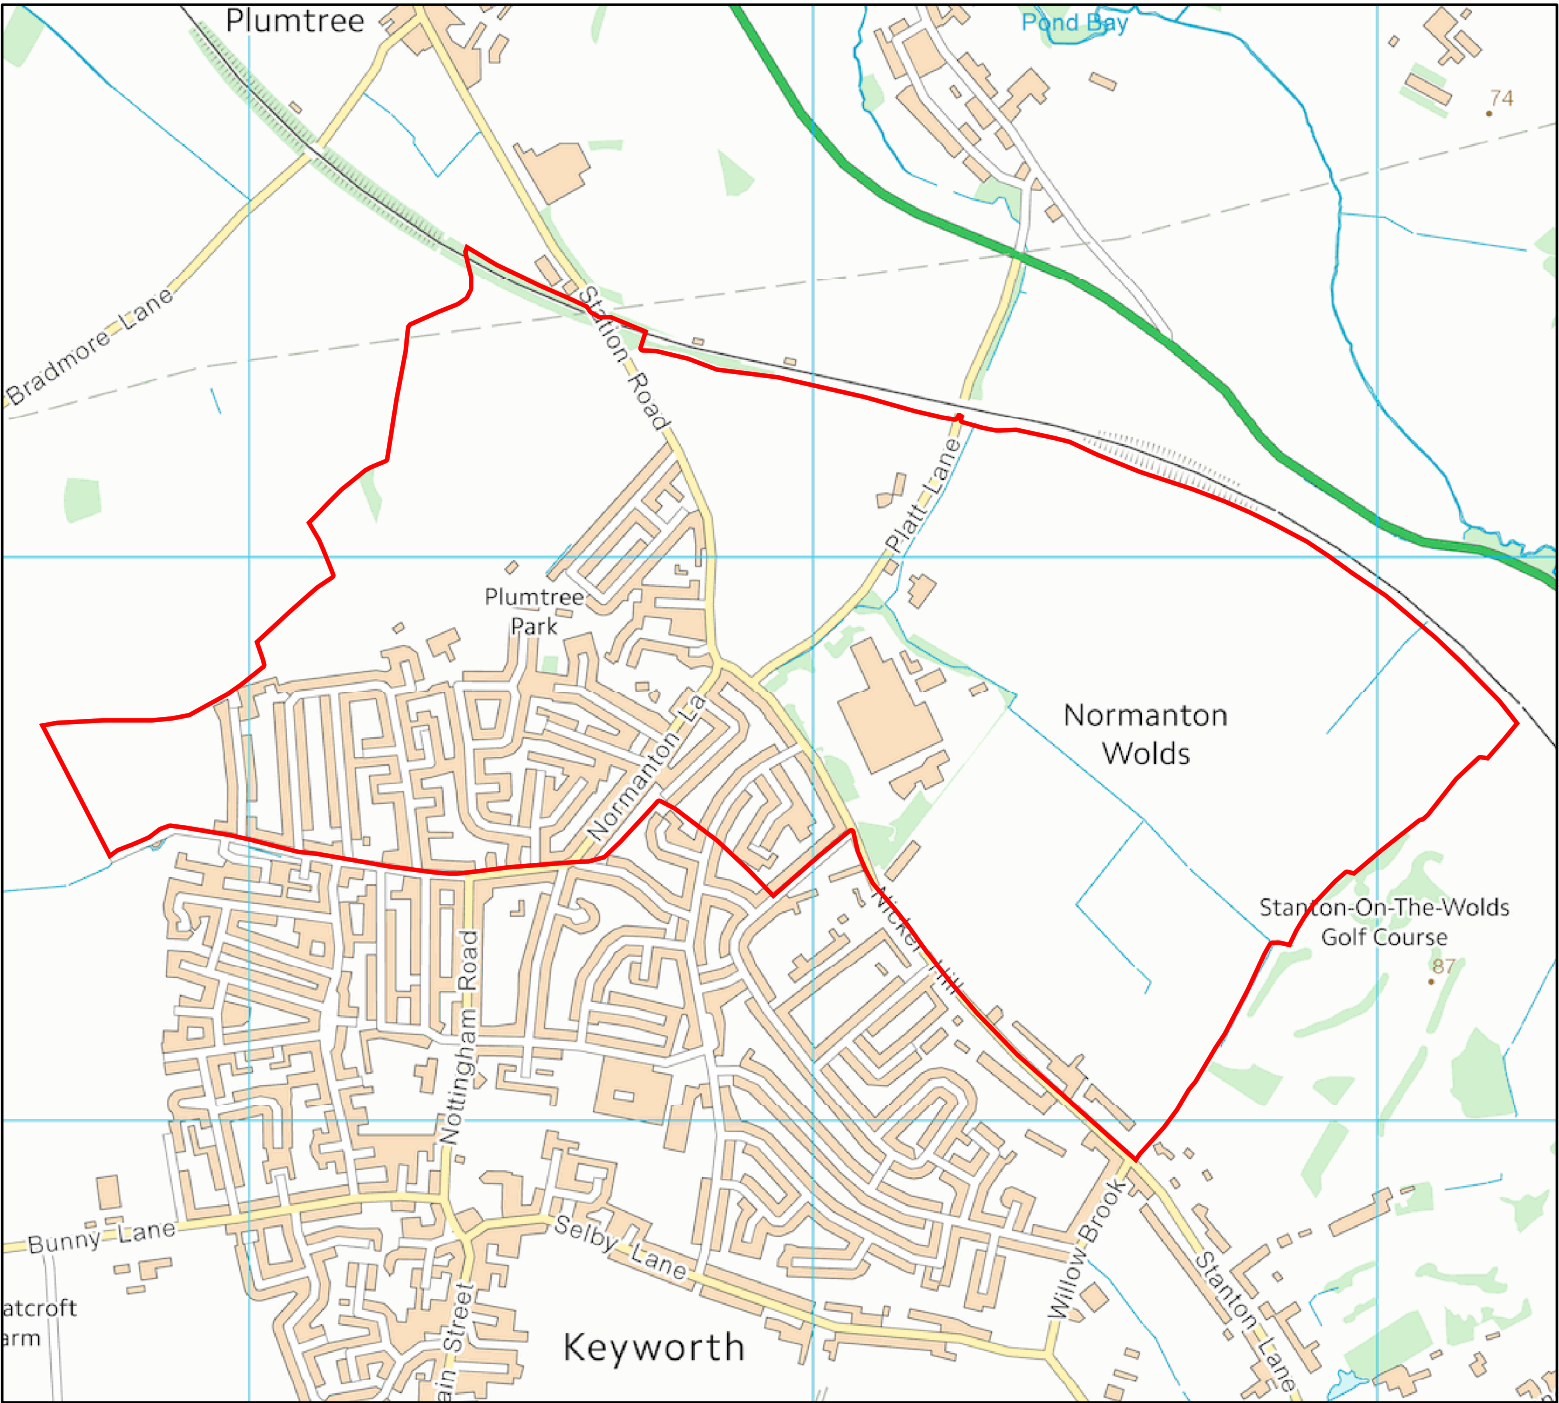 Plumtree
Pond Bay
74
Bradmore Lane
Station Road
Platt Lane
Plumtree
Park
Normanton
Wolds
Normanton La
Nicker Hill
Stanton-On-The-Wolds
Golf Course
87
Nottingham Road
Bunny Lane
Selby Lane
Willow Brook
Stanton Lane
atcroft
arm
ain Street
Keyworth